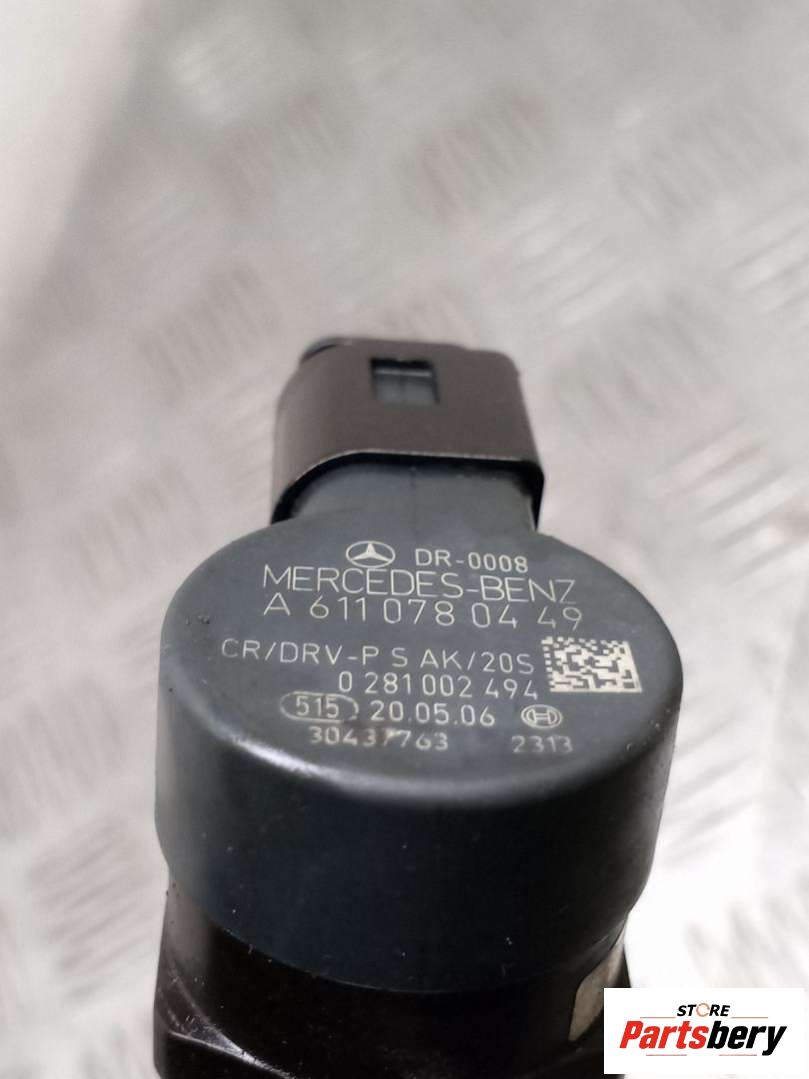 DR-0008
MERCEDES-BENZ
A 611 078 04 49
CR/DRV-P S AK/20S
0 281 002 494
515 20.05.06
30437763 2313
STORE
Partsbery